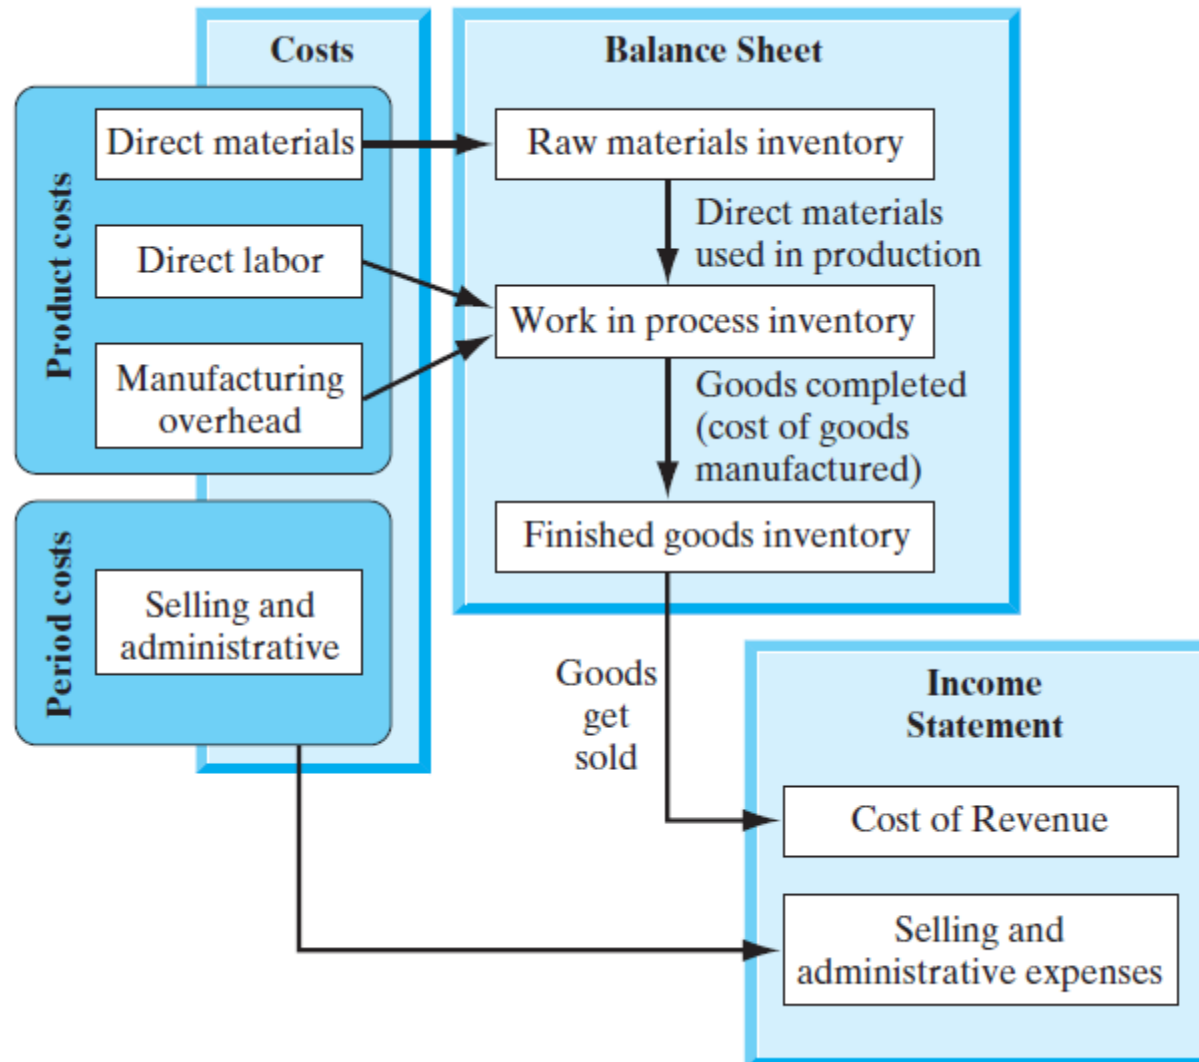 Costs
Balance Sheet
Product costs
Direct materials
Raw materials inventory
Direct materials
used in production
Direct labor
Work in process inventory
Manufacturing
overhead
Goods completed
(cost of goods
manufactured)
Finished goods inventory
Period costs
Selling and
administrative
Goods
get
sold
Income
Statement
Cost of Revenue
Selling and
administrative expenses